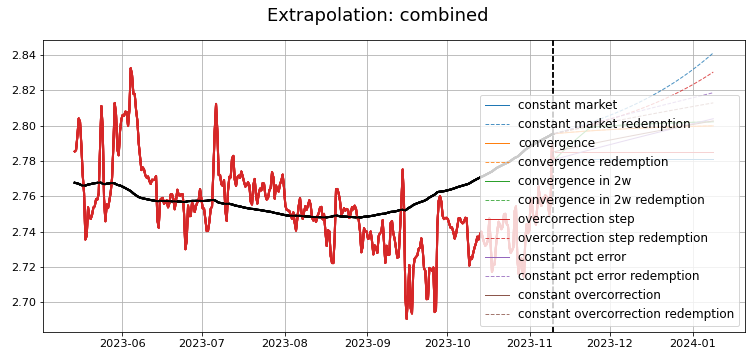 Extrapolation: combined
2.84
2.82
2.80
2.78
2.76
2.74
2.72
2.70
constant market
constant market redemption
convergence
convergence redemption
convergence in 2w
convergence in 2w redemption
overcorrection step
overcorrection step redemption
constant pct error
constant pct error redemption
constant overcorrection
constant overcorrection redemption
2023-06 2023-07 2023-08 2023-09 2023-10 2023-11 2023-12 2024-01